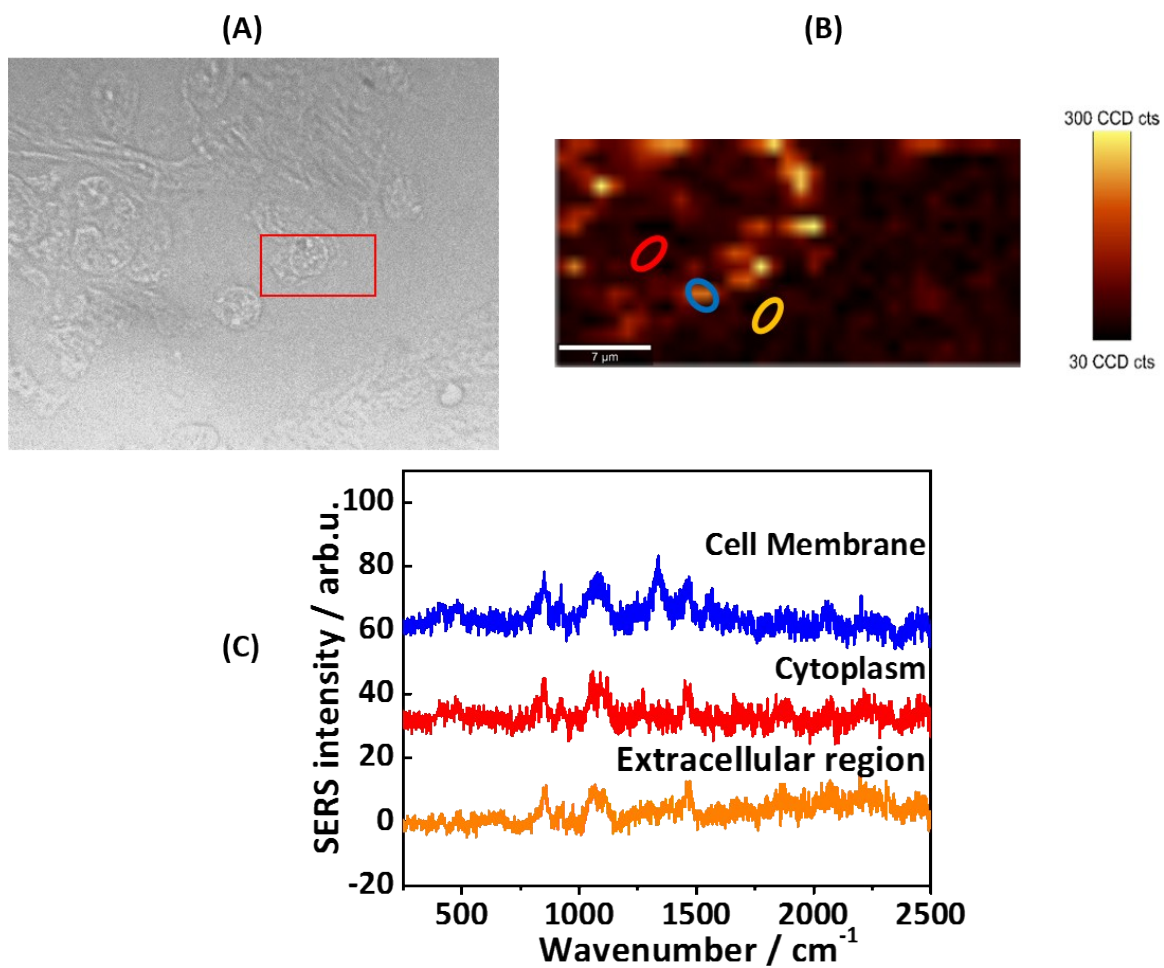 (A)
(B)
300 CCD cts
30 CCD cts
7 µm
(C)
SERS intensity / arb.u.
100
80
60
40
20
0
-20
Cell Membrane
Cytoplasm
Extracellular region
500 1000 1500 2000 2500
Wavenumber / cm⁻¹